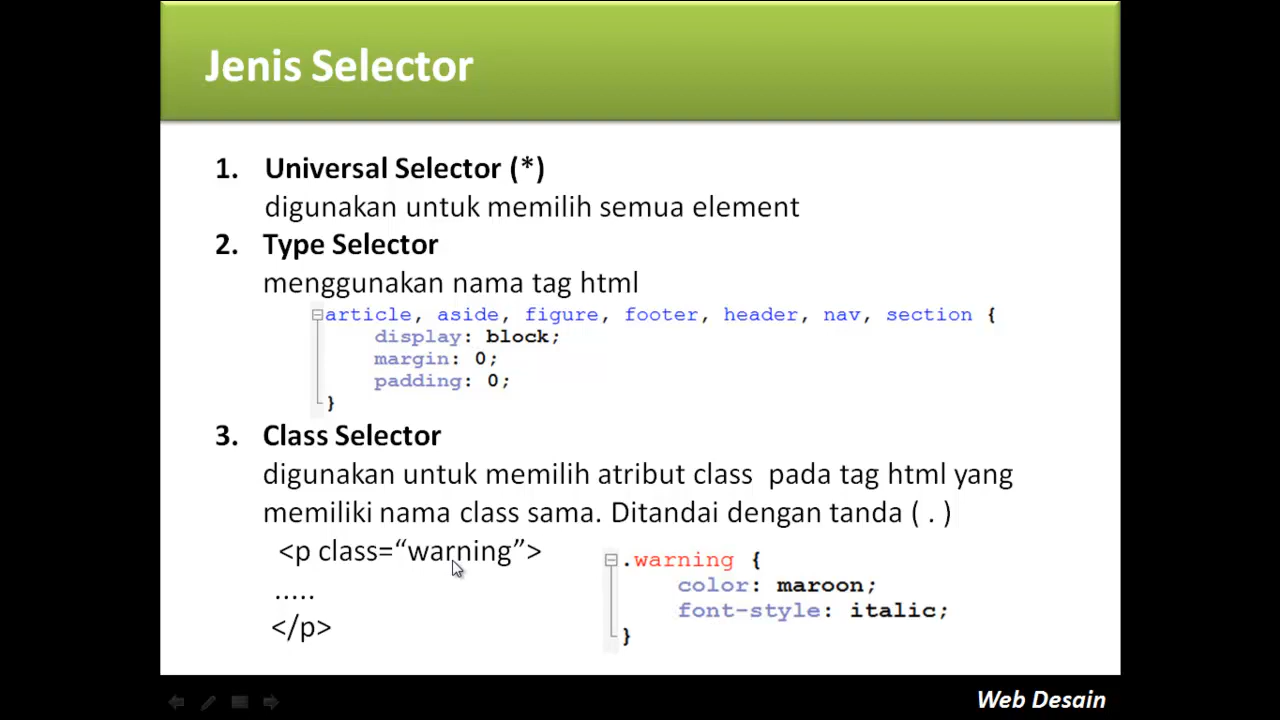 Jenis Selector
1. Universal Selector (*)
digunakan untuk memilih semua element
2. Type Selector
menggunakan nama tag html
article, aside, figure, footer, header, nav, section {
display: block;
margin: 0;
padding: 0;
}
3. Class Selector
digunakan untuk memilih atribut class pada tag html yang
memiliki nama class sama. Ditandai dengan tanda ( . )
<p class=“warning”>
.....
</p>
.warning {
color: maroon;
font-style: italic;
}
Web Desain